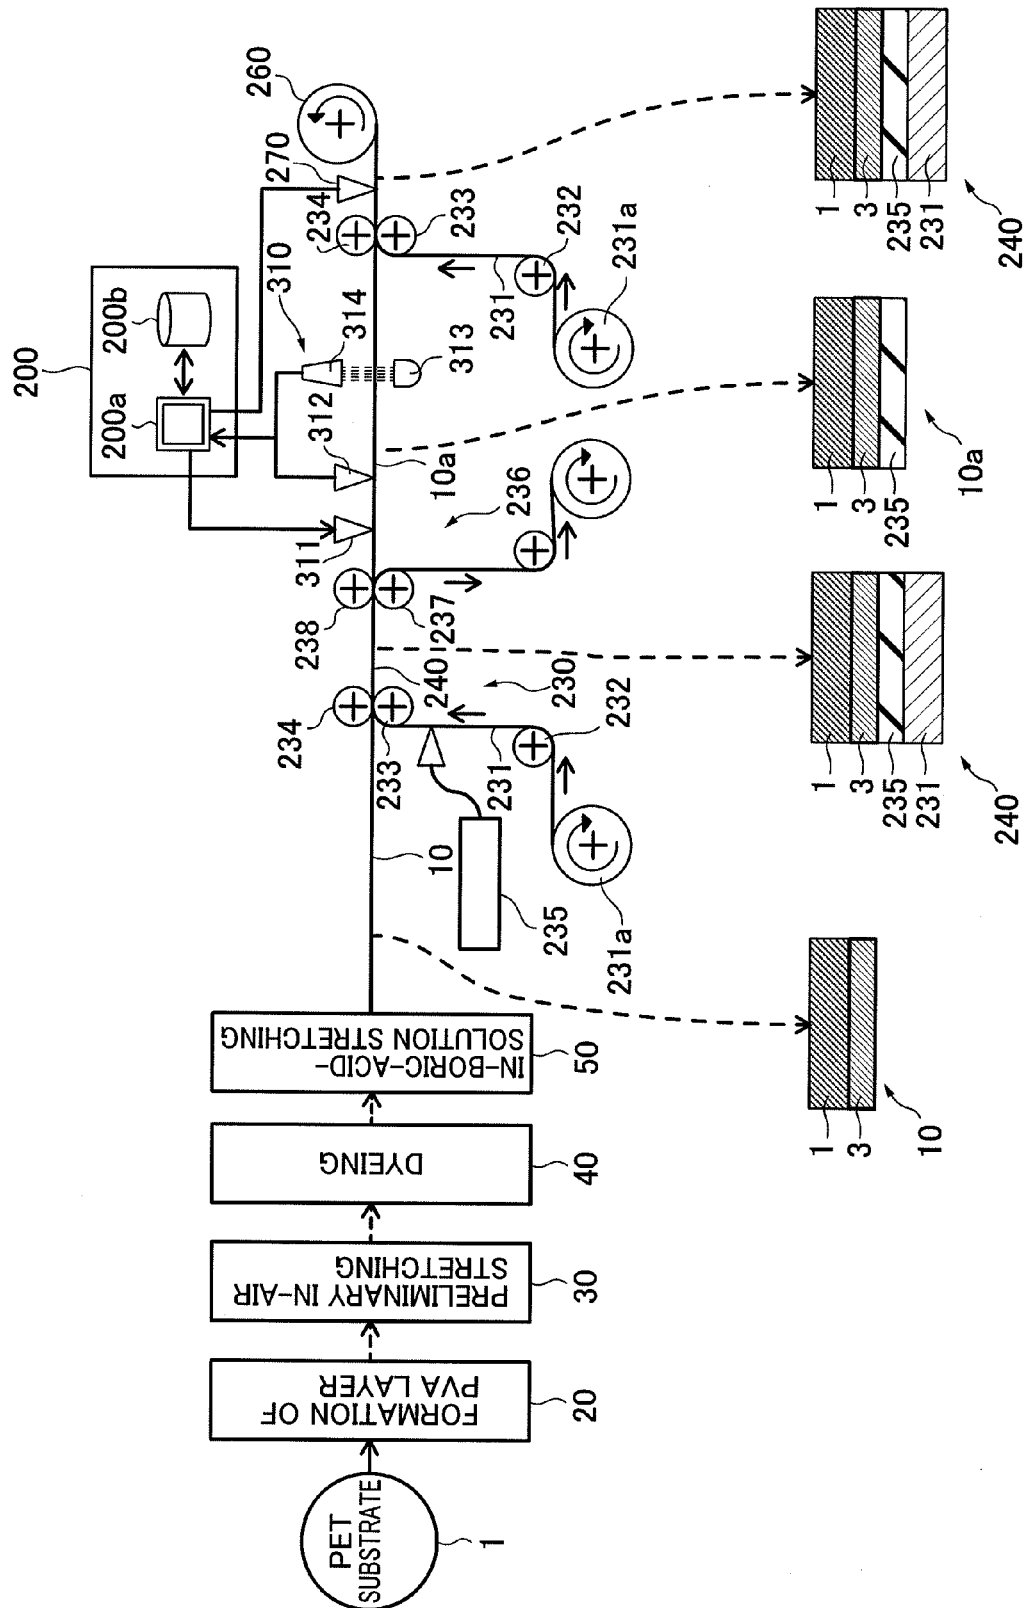 PET
SUBSTRATE
1
FORMATION OF
PVA LAYER
20
PRELIMINARY IN-AIR
STRETCHING
30
DYEING
40
IN-BORIC-ACID-
SOLUTION STRETCHING
50
10
235
231a
231
232
233
234
230
240
238
237
236
311
312
10a
200
200a
200b
310
314
313
231a
231
232
233
234
270
260
1
3
10
1
3
235
231
240
1
3
235
10a
1
3
235
231
240